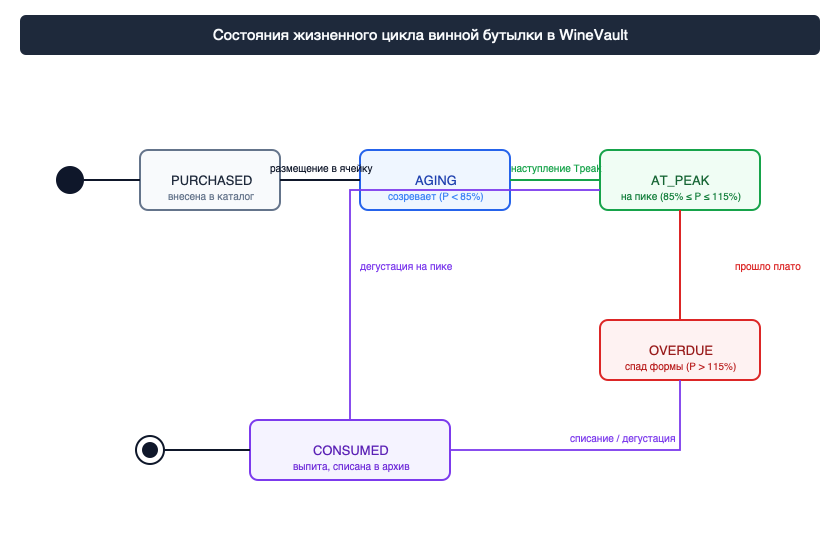 Состояния жизненного цикла винной бутылки в WineVault
PURCHASED
внесена в каталог
размещение в ячейку
AGING
созревает (P < 85%)
наступление Tpeak
AT_PEAK
на пике (85% ≤ P ≤ 115%)
дегустация на пике
прошло плато
OVERDUE
спад формы (P > 115%)
списание / дегустация
CONSUMED
выпита, списана в архив